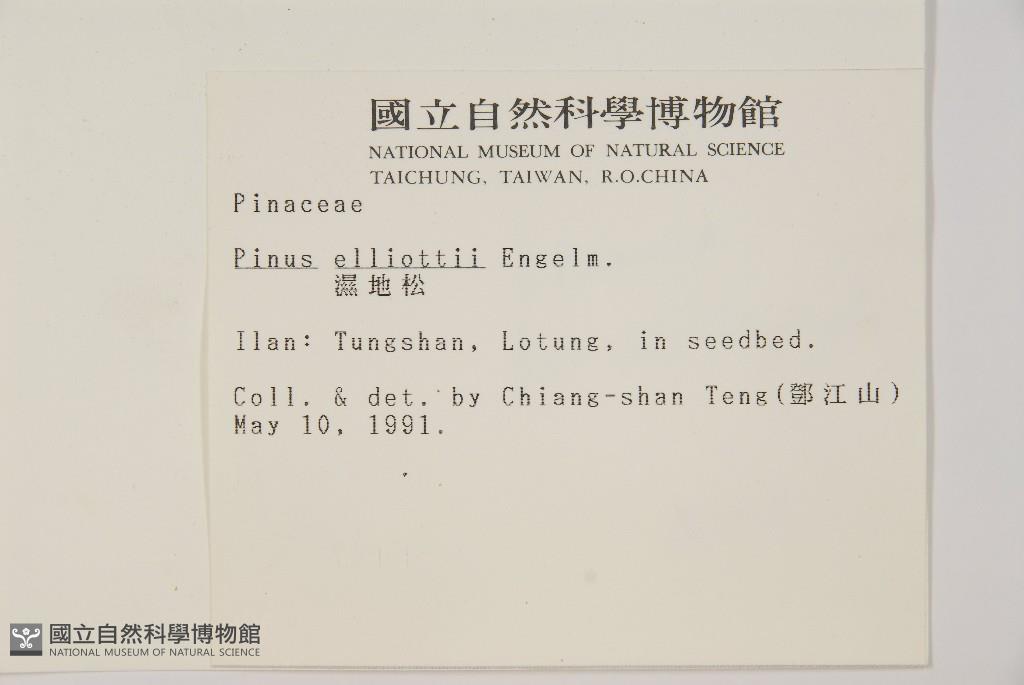 國立自然科學博物館
NATIONAL MUSEUM OF NATURAL SCIENCE
TAICHUNG, TAIWAN, R.O.CHINA
Pinaceae
Pinus elliottii Engelm.
濕地松
Ilan: Tungshan, Lotung, in seedbed.
Coll. & det. by Chiang-shan Teng(鄧江山)
May 10, 1991.
國立自然科學博物館
NATIONAL MUSEUM OF NATURAL SCIENCE